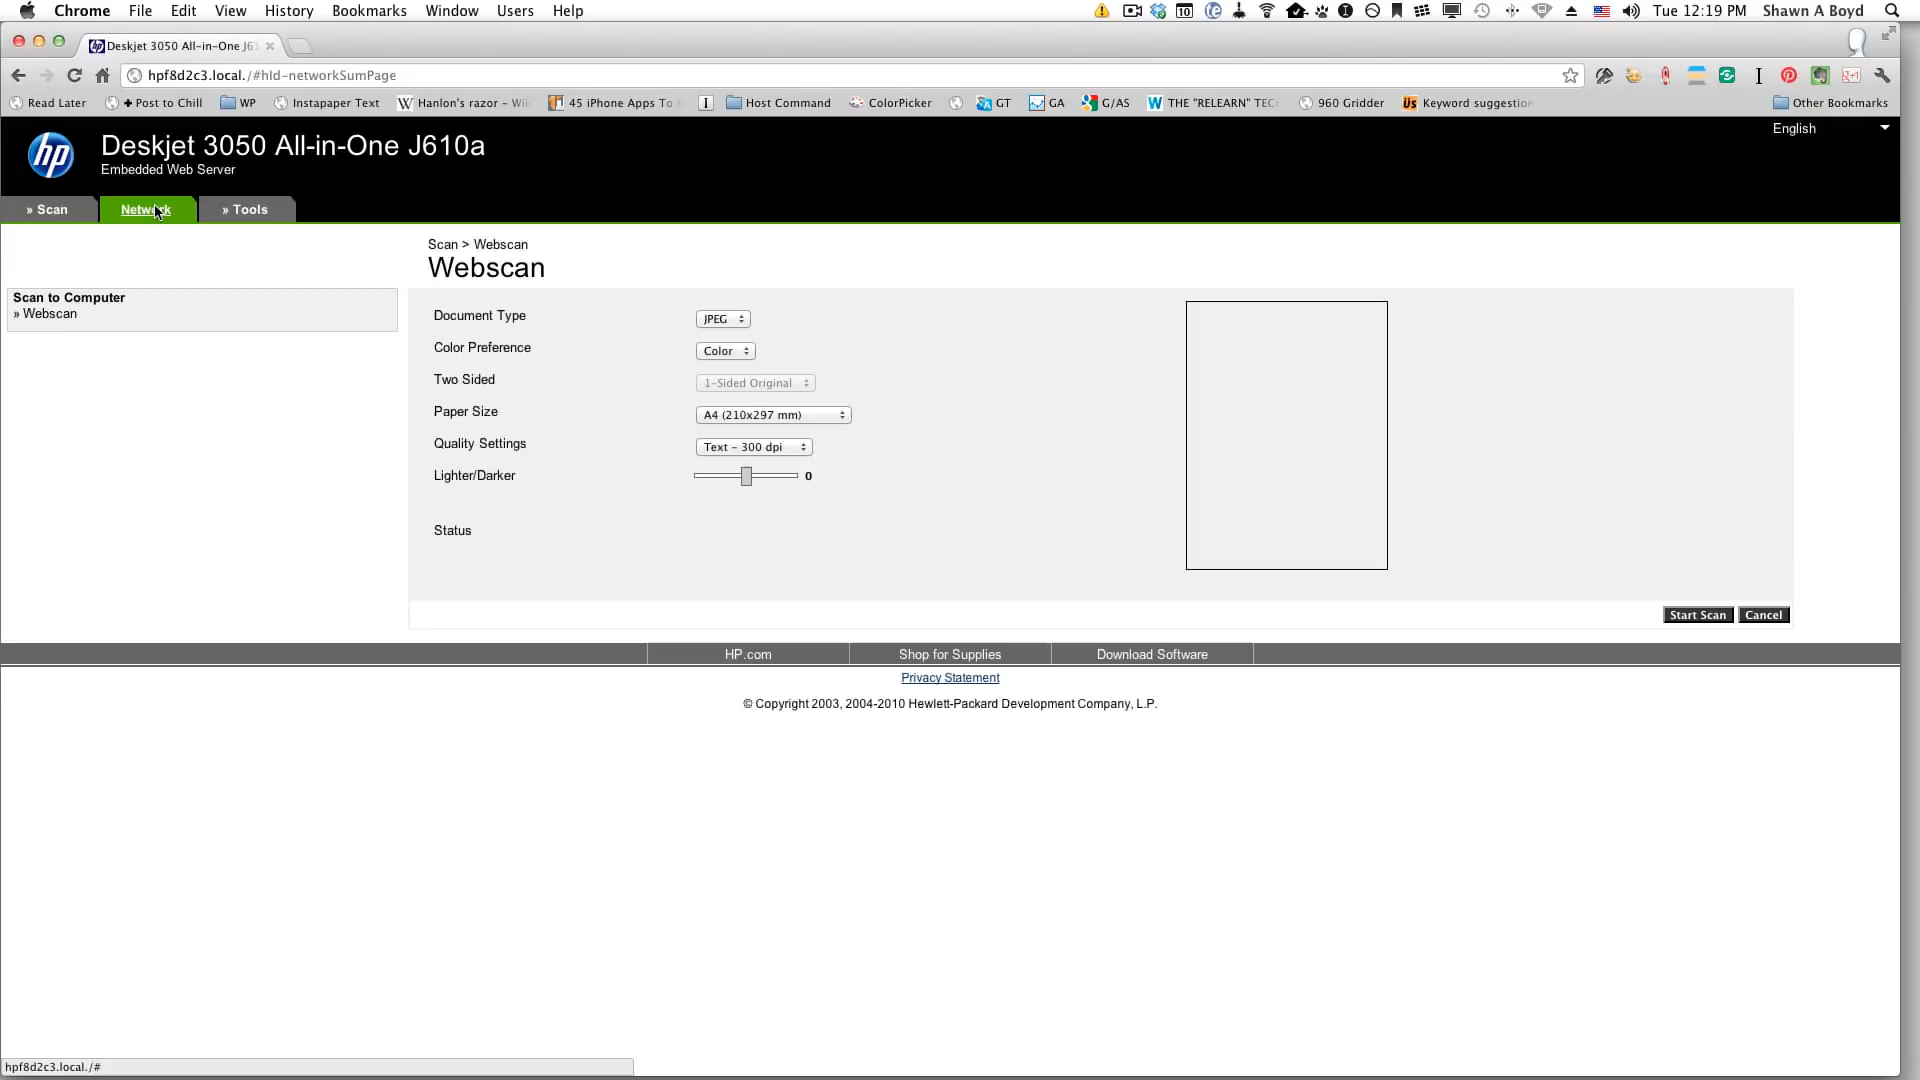 Chrome File Edit View History Bookmarks Window Users Help
10
Tue 12:19 PM Shawn A Boyd
Deskjet 3050 All-in-One J61
hpf8d2c3.local./#hId-networkSumPage
Read Later + Post to Chill WP Instapaper Text Hanlon's razor – Wi 45 iPhone Apps To I Host Command ColorPicker GT GA G/AS THE "RELEARN" TEC 960 Gridder Keyword suggestion Other Bookmarks
hp
Deskjet 3050 All-in-One J610a
Embedded Web Server
English
» Scan Network » Tools
Scan > Webscan
Webscan
Scan to Computer
» Webscan
Document Type JPEG
Color Preference Color
Two Sided 1-Sided Original
Paper Size A4 (210x297 mm)
Quality Settings Text – 300 dpi
Lighter/Darker 0
Status
Start Scan Cancel
HP.com Shop for Supplies Download Software
Privacy Statement
© Copyright 2003, 2004-2010 Hewlett-Packard Development Company, L.P.
hpf8d2c3.local./#